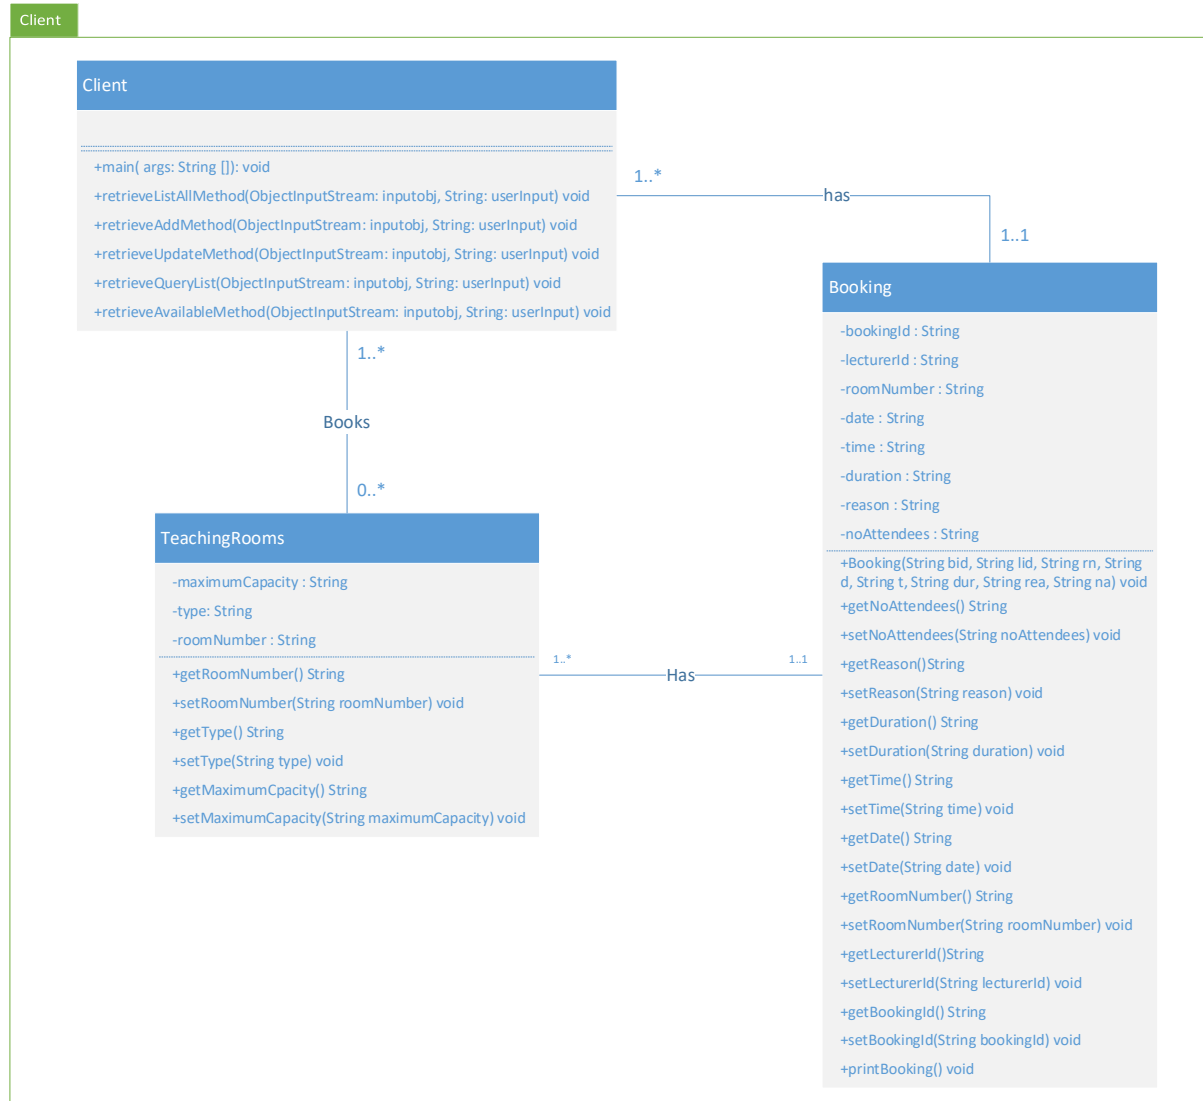 Client
Client
+main( args: String []): void
+retrieveListAllMethod(ObjectInputStream: inputobj, String: userInput) void
+retrieveAddMethod(ObjectInputStream: inputobj, String: userInput) void
+retrieveUpdateMethod(ObjectInputStream: inputobj, String: userInput) void
+retrieveQueryList(ObjectInputStream: inputobj, String: userInput) void
+retrieveAvailableMethod(ObjectInputStream: inputobj, String: userInput) void
1..*
has
1..1
1..*
Books
0..*
TeachingRooms
-maximumCapacity : String
-type: String
-roomNumber : String
+getRoomNumber() String
+setRoomNumber(String roomNumber) void
+getType() String
+setType(String type) void
+getMaximumCpacity() String
+setMaximumCapacity(String maximumCapacity) void
1..*
Has
1..1
Booking
-bookingId : String
-lecturerId : String
-roomNumber : String
-date : String
-time : String
-duration : String
-reason : String
-noAttendees : String
+Booking(String bid, String lid, String rn, String
d, String t, String dur, String rea, String na) void
+getNoAttendees() String
+setNoAttendees(String noAttendees) void
+getReason()String
+setReason(String reason) void
+getDuration() String
+setDuration(String duration) void
+getTime() String
+setTime(String time) void
+getDate() String
+setDate(String date) void
+getRoomNumber() String
+setRoomNumber(String roomNumber) void
+getLecturerId()String
+setLecturerId(String lecturerId) void
+getBookingId() String
+setBookingId(String bookingId) void
+printBooking() void